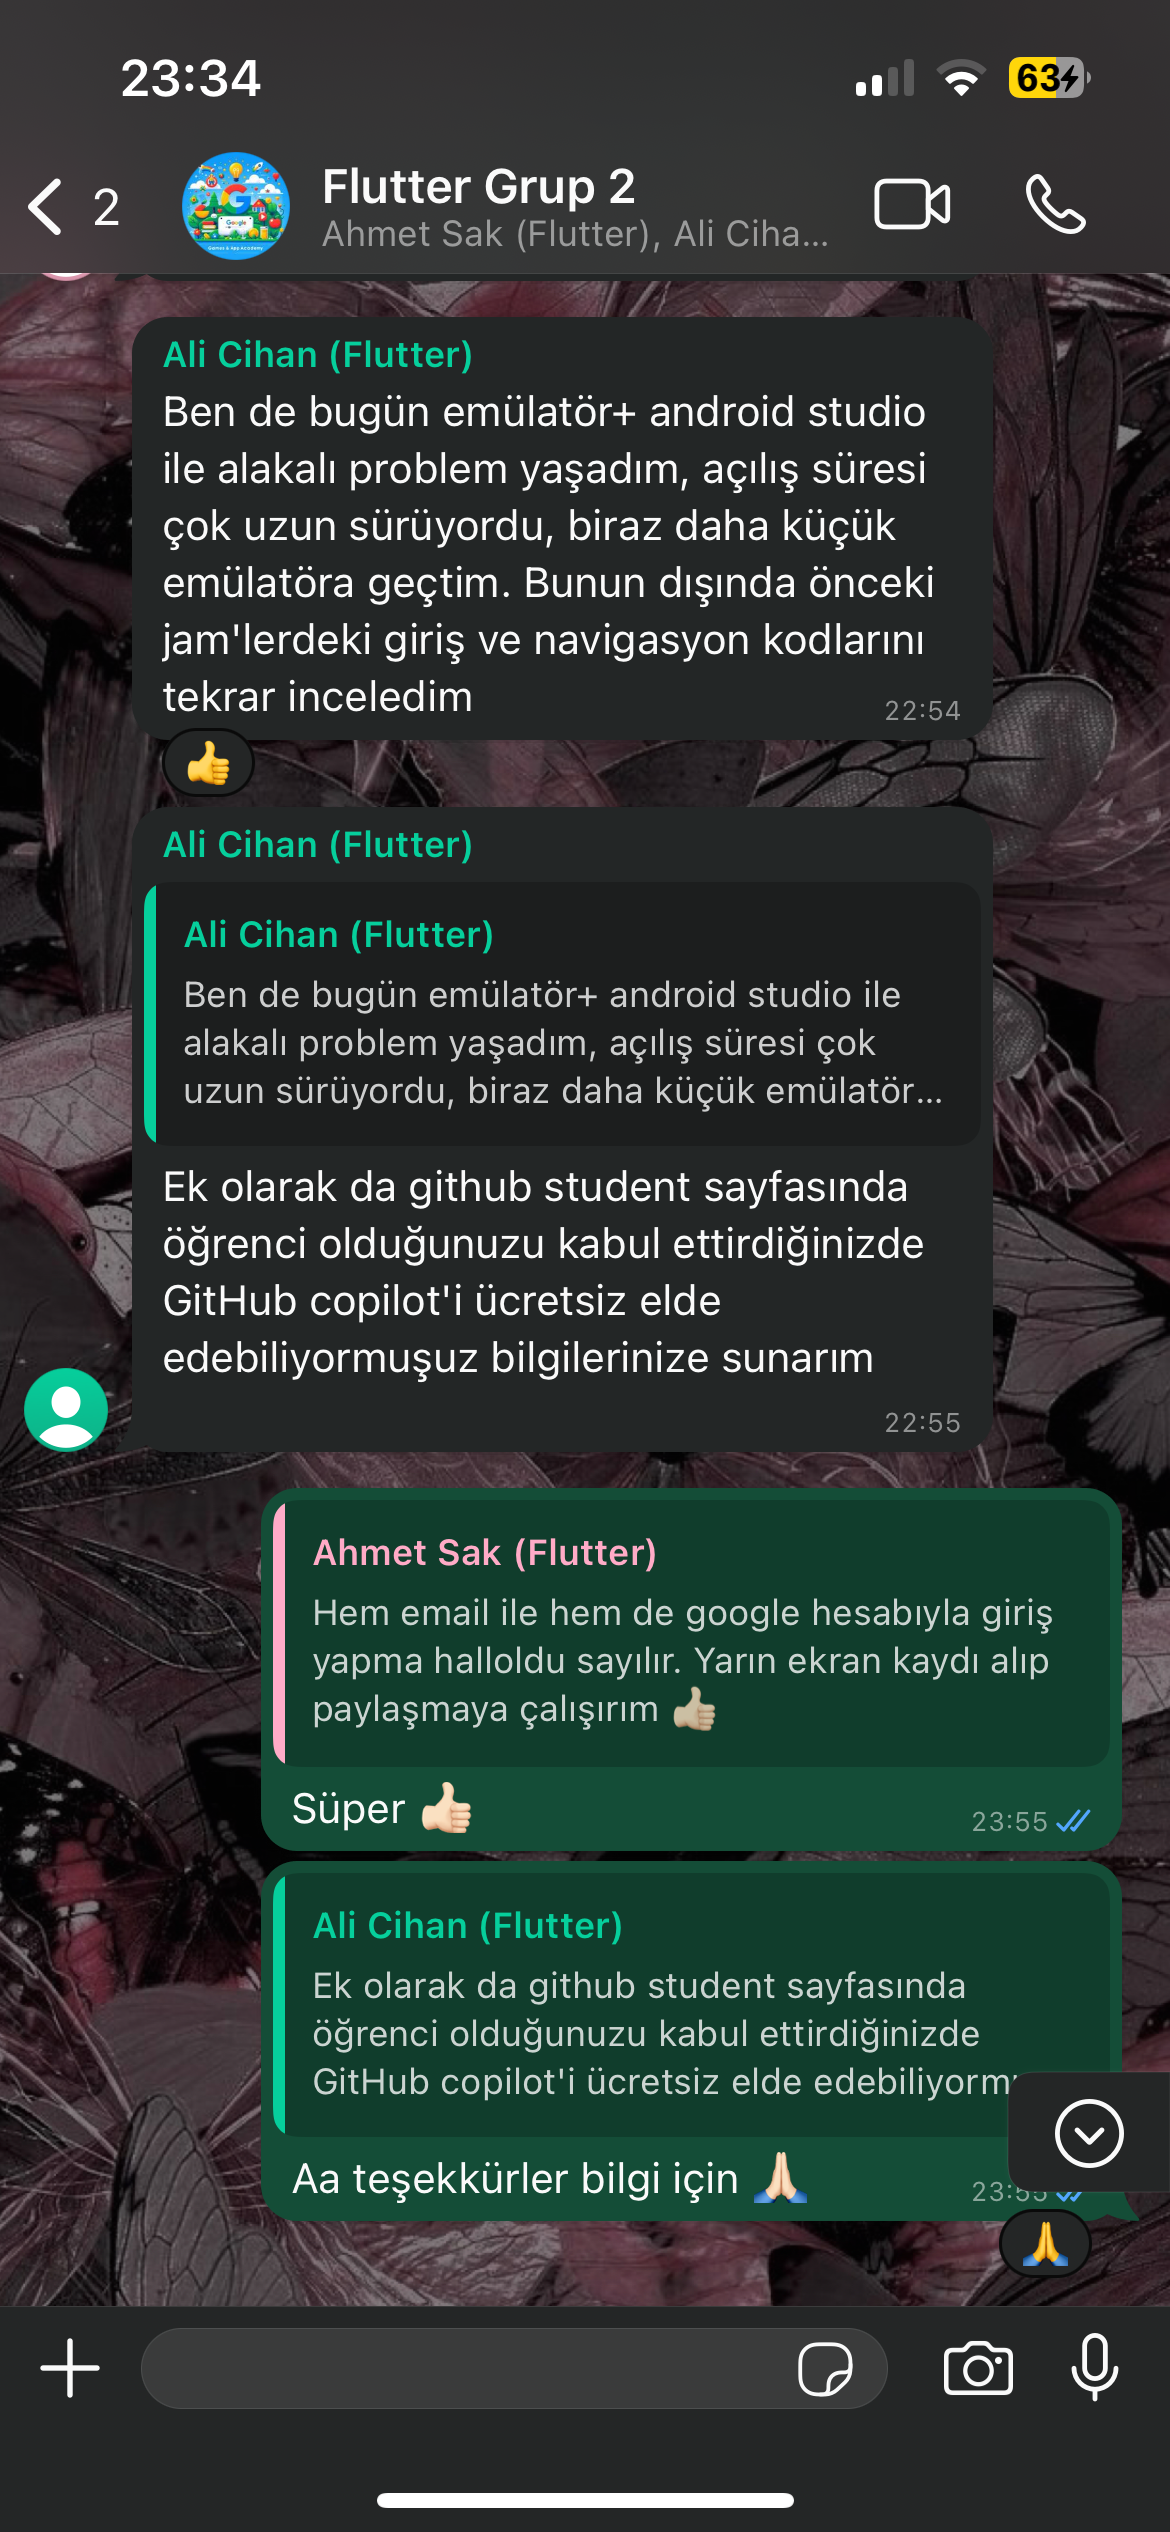 23:34
63
2
Flutter Grup 2
Ahmet Sak (Flutter), Ali Ciha...
Google
Games & App Academy
Ali Cihan (Flutter)
Ben de bugün emülatör+ android studio
ile alakalı problem yaşadım, açılış süresi
çok uzun sürüyordu, biraz daha küçük
emülatöra geçtim. Bunun dışında önceki
jam'lerdeki giriş ve navigasyon kodlarını
tekrar inceledim
22:54
👍
Ali Cihan (Flutter)
Ali Cihan (Flutter)
Ben de bugün emülatör+ android studio ile
alakalı problem yaşadım, açılış süresi çok
uzun sürüyordu, biraz daha küçük emülatör...
Ek olarak da github student sayfasında
öğrenci olduğunuzu kabul ettirdiğinizde
GitHub copilot'i ücretsiz elde
edebiliyormuşuz bilgilerinize sunarım
22:55
Ahmet Sak (Flutter)
Hem email ile hem de google hesabıyla giriş
yapma halloldu sayılır. Yarın ekran kaydı alıp
paylaşmaya çalışırım 👍🏻
Süper 👍🏻
23:55
Ali Cihan (Flutter)
Ek olarak da github student sayfasında
öğrenci olduğunuzu kabul ettirdiğinizde
GitHub copilot'i ücretsiz elde
Aa teşekkürler bilgi için 🙏🏻
23:55
🙏